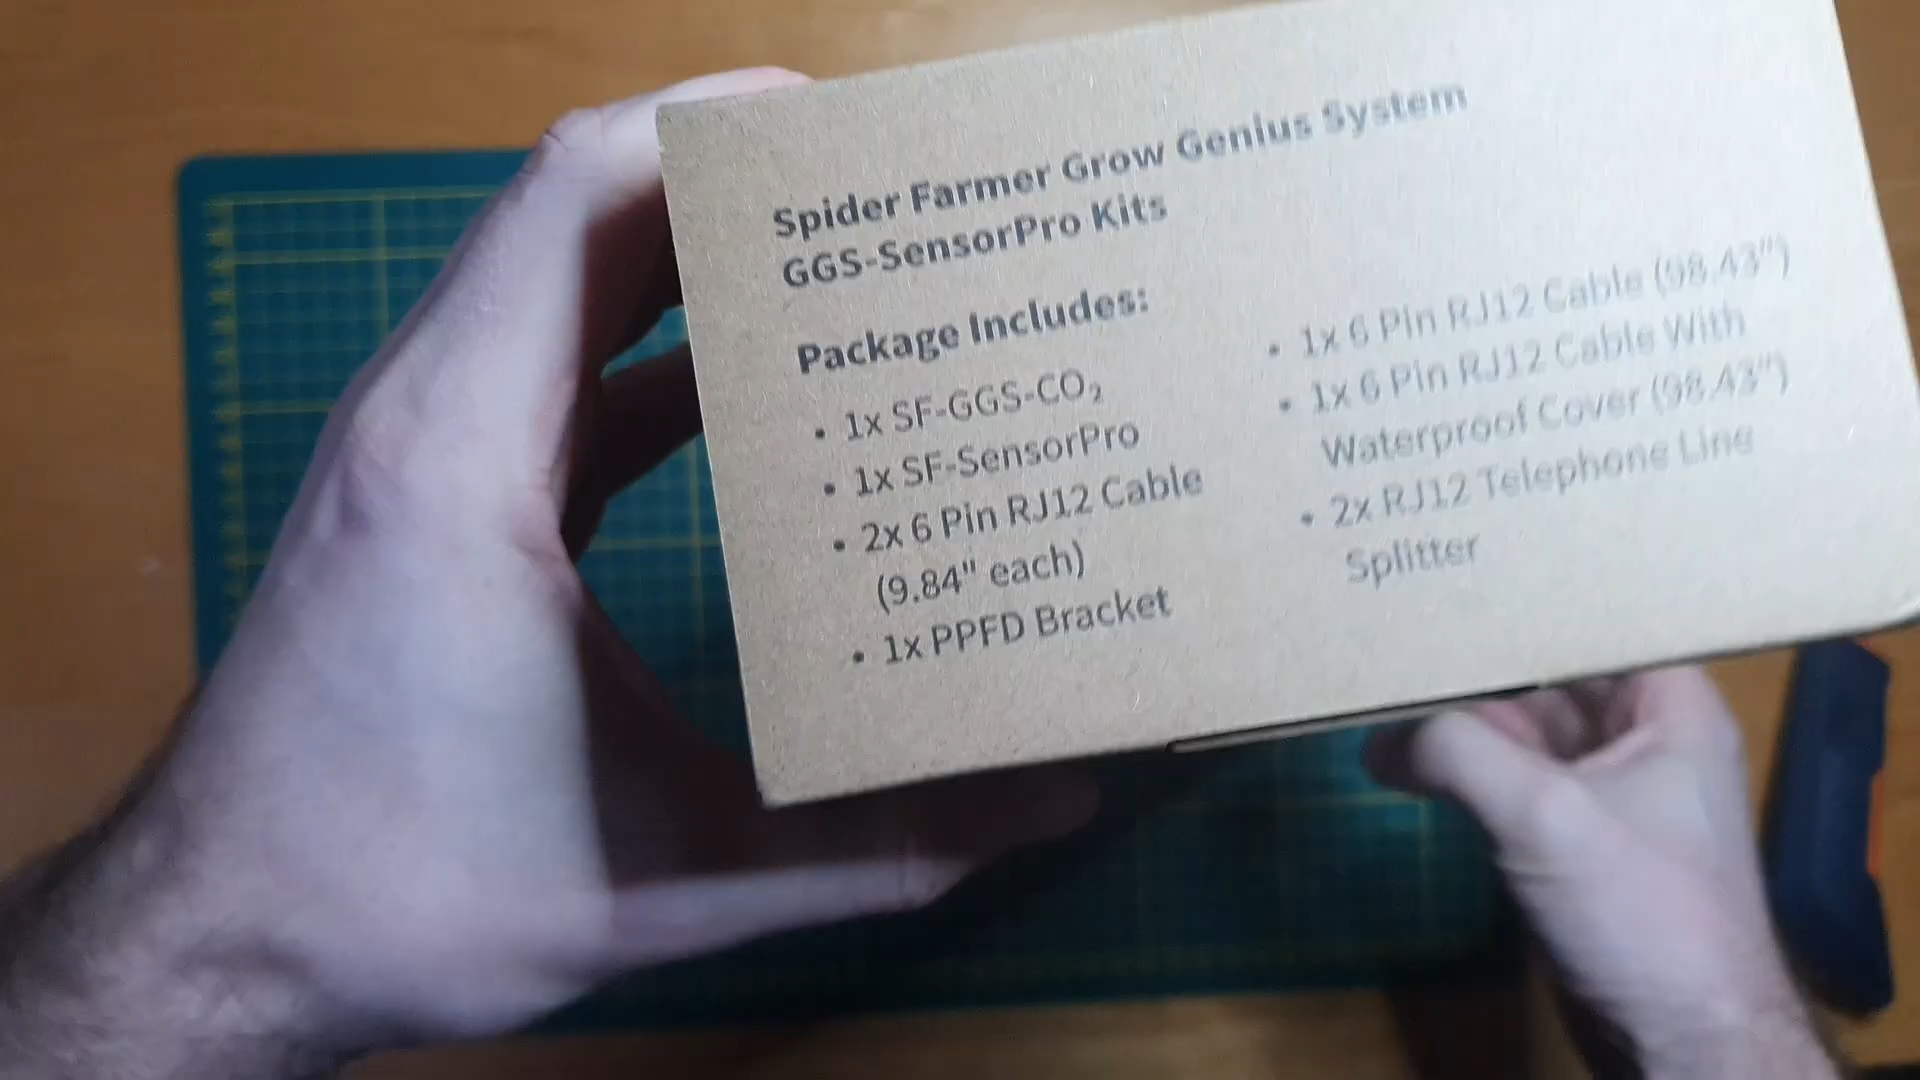 Spider Farmer Grow Genius System
GGS-SensorPro Kits
Package Includes:
• 1x SF-GGS-CO₂
• 1x SF-SensorPro
• 2x 6 Pin RJ12 Cable
(9.84" each)
• 1x PPFD Bracket
• 1x 6 Pin RJ12 Cable (98.43")
• 1x 6 Pin RJ12 Cable With
Waterproof Cover (98.43")
• 2x RJ12 Telephone Line
Splitter